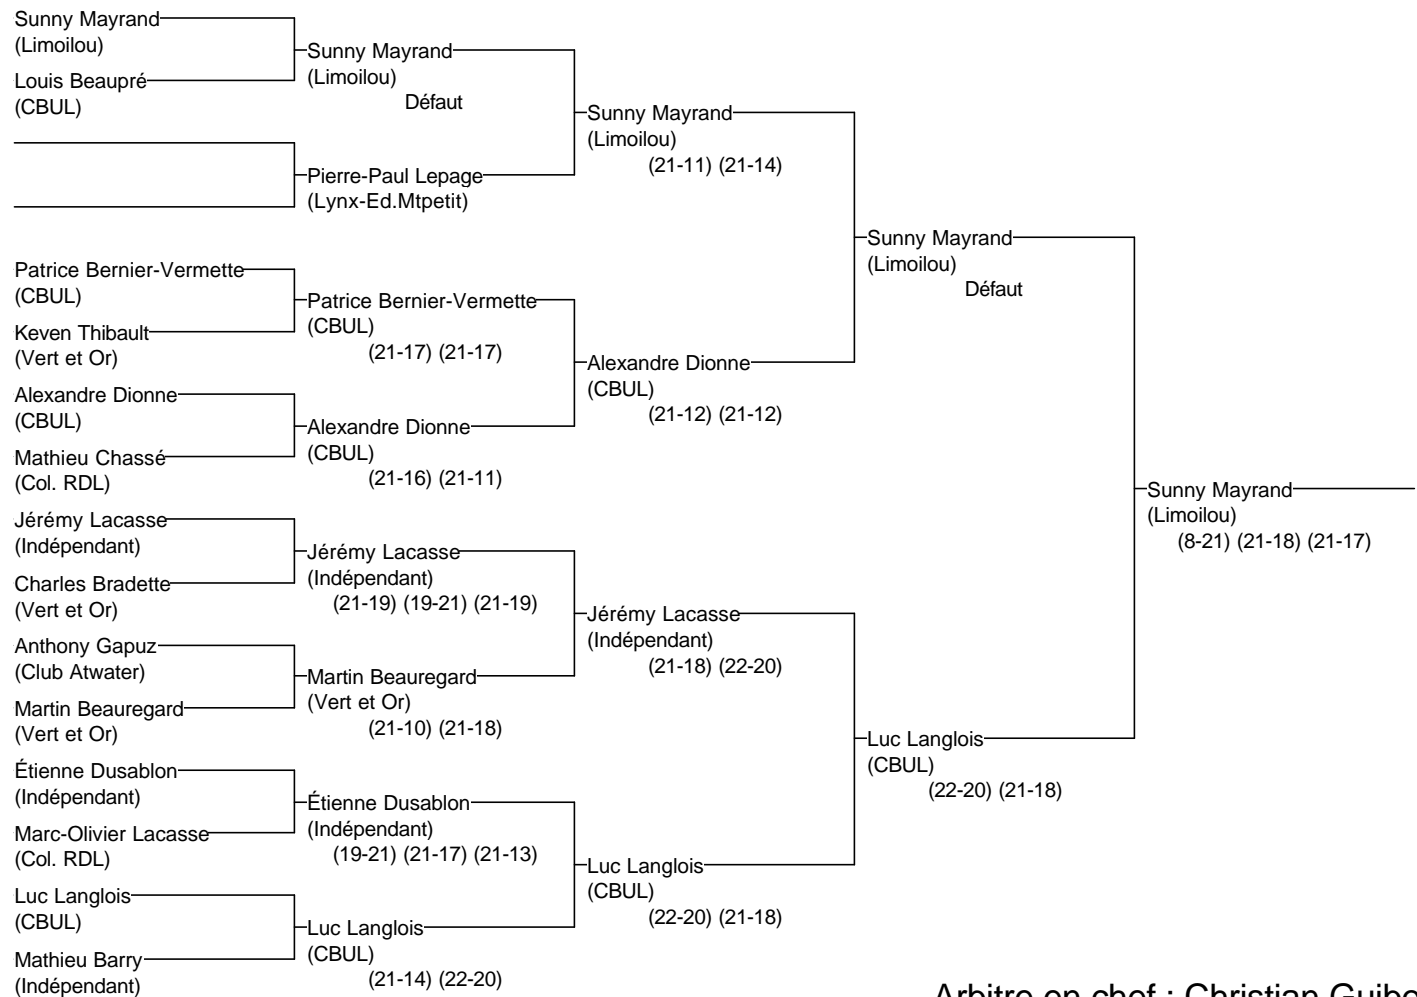 Sunny Mayrand
(Limoilou)
Louis Beaupré
(CBUL)
Patrice Bernier-Vermette
(CBUL)
Keven Thibault
(Vert et Or)
Alexandre Dionne
(CBUL)
Mathieu Chassé
(Col. RDL)
Jérémy Lacasse
(Indépendant)
Charles Bradette
(Vert et Or)
Anthony Gapuz
(Club Atwater)
Martin Beauregard
(Vert et Or)
Étienne Dusablon
(Indépendant)
Marc-Olivier Lacasse
(Col. RDL)
Luc Langlois
(CBUL)
Mathieu Barry
(Indépendant)
Sunny Mayrand
(Limoilou)
Défaut
Pierre-Paul Lepage
(Lynx-Ed.Mtpetit)
Patrice Bernier-Vermette
(CBUL)
(21-17) (21-17)
Alexandre Dionne
(CBUL)
(21-16) (21-11)
Jérémy Lacasse
(Indépendant)
(21-19) (19-21) (21-19)
Martin Beauregard
(Vert et Or)
(21-10) (21-18)
Étienne Dusablon
(Indépendant)
(19-21) (21-17) (21-13)
Luc Langlois
(CBUL)
(21-14) (22-20)
Sunny Mayrand
(Limoilou)
(21-11) (21-14)
Alexandre Dionne
(CBUL)
(21-12) (21-12)
Jérémy Lacasse
(Indépendant)
(21-18) (22-20)
Luc Langlois
(CBUL)
(22-20) (21-18)
Sunny Mayrand
(Limoilou)
Défaut
Luc Langlois
(CBUL)
(22-20) (21-18)
Sunny Mayrand
(Limoilou)
(8-21) (21-18) (21-17)
Arbitre en chef : Christian